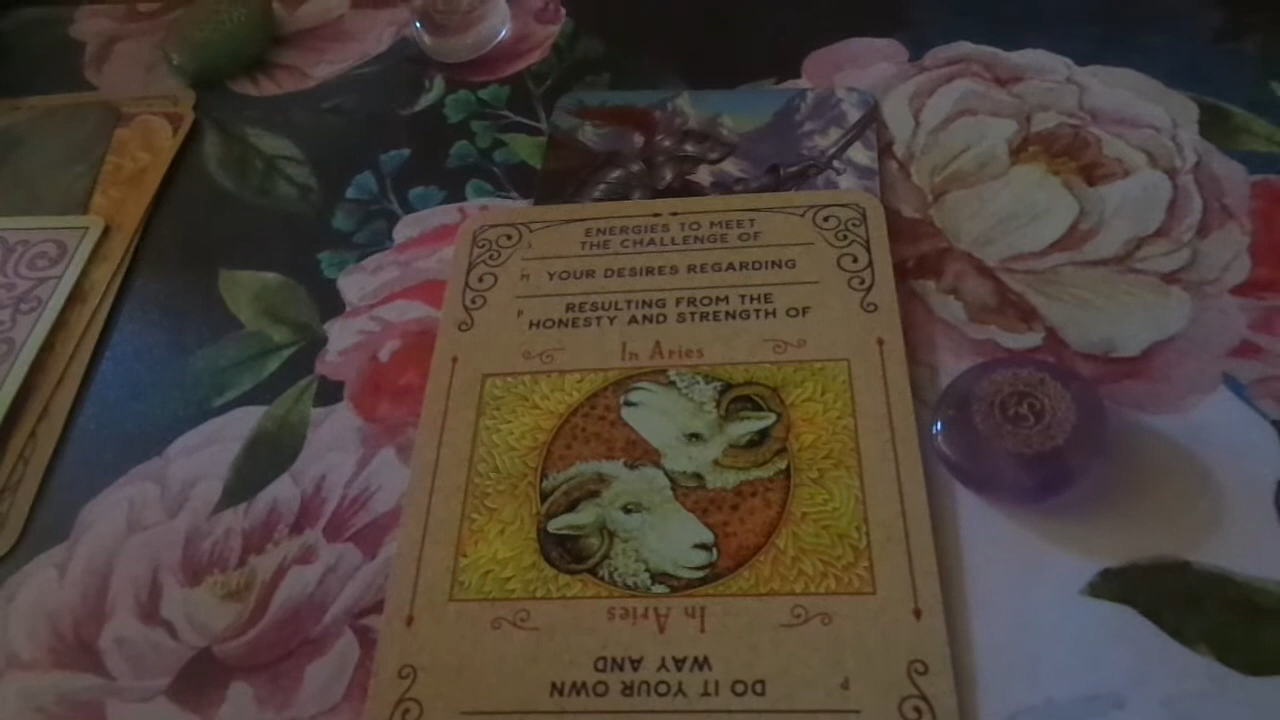 ENERGIES TO MEET
THE CHALLENGE OF
YOUR DESIRES REGARDING
RESULTING FROM THE
HONESTY AND STRENGTH OF
In Aries
In Aries
DO IT YOUR OWN
WAY AND